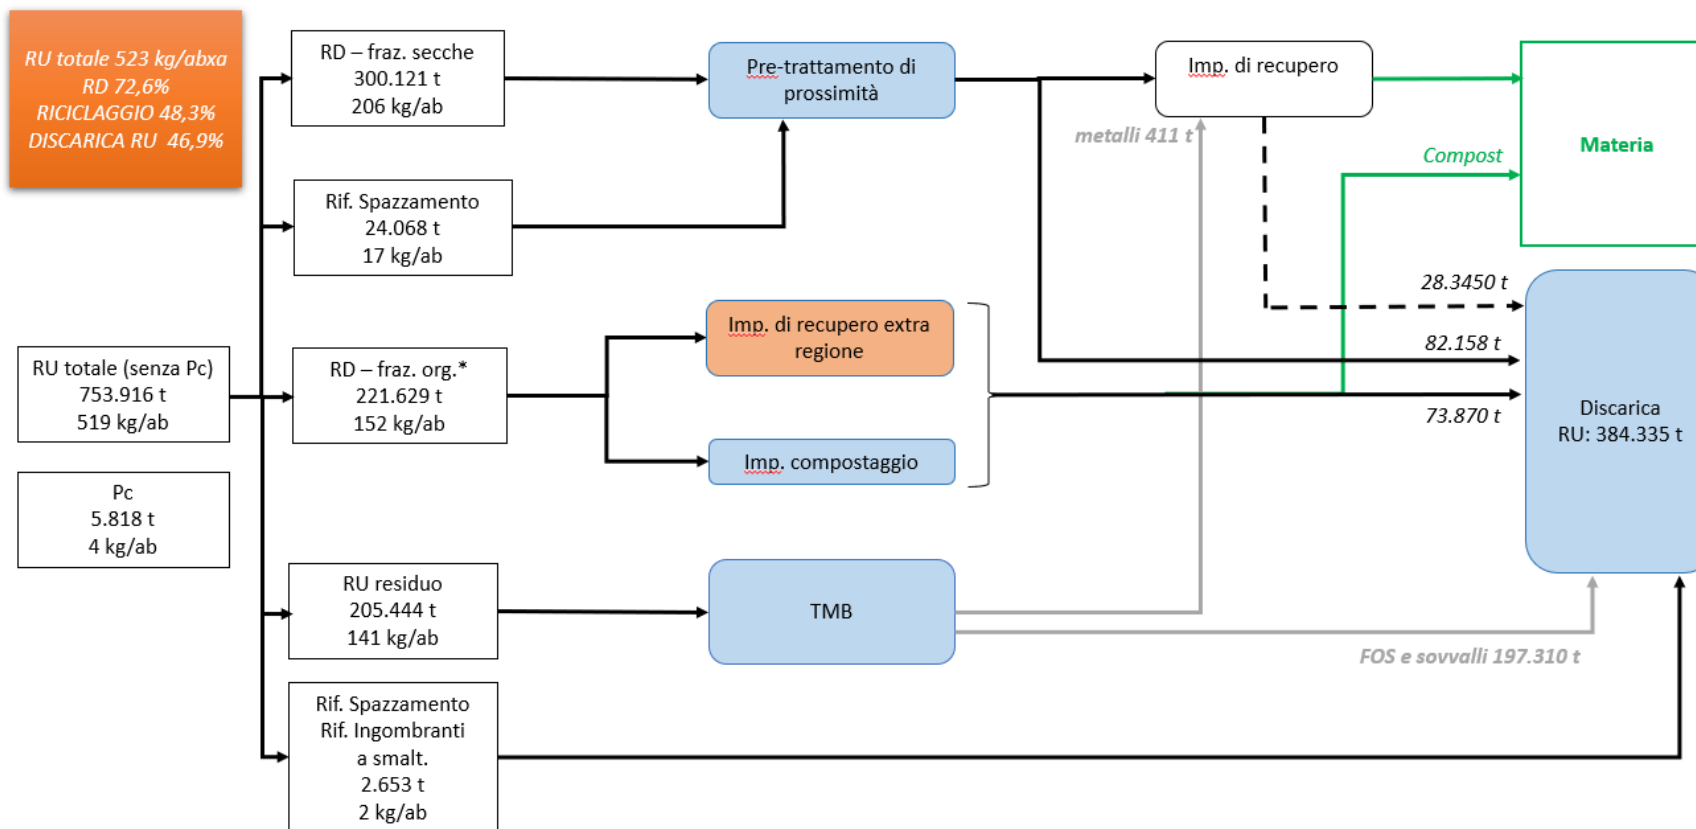 RU totale 523 kg/abxa
RD 72,6%
RICICLAGGIO 48,3%
DISCARICA RU 46,9%
RD – fraz. secche
300.121 t
206 kg/ab
Pre-trattamento di
prossimità
Imp. di recupero
metalli 411 t
Materia
Compost
Rif. Spazzamento
24.068 t
17 kg/ab
28.3450 t
Imp. di recupero extra
regione
82.158 t
RU totale (senza Pc)
753.916 t
519 kg/ab
RD – fraz. org.*
221.629 t
152 kg/ab
73.870 t
Discarica
RU: 384.335 t
Imp. compostaggio
Pc
5.818 t
4 kg/ab
RU residuo
205.444 t
141 kg/ab
TMB
FOS e sovvalli 197.310 t
Rif. Spazzamento
Rif. Ingombranti
a smalt.
2.653 t
2 kg/ab